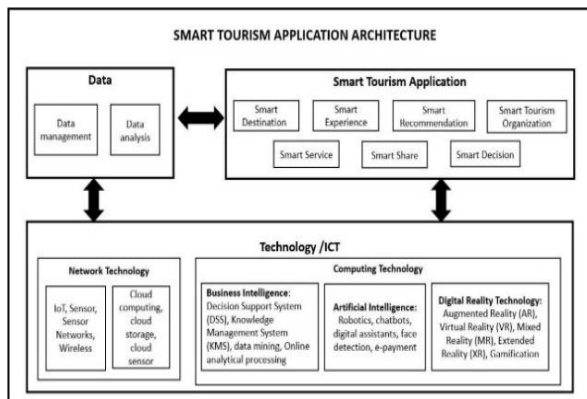 SMART TOURISM APPLICATION ARCHITECTURE
Data
Data
management
Data
analysis
Smart Tourism Application
Smart
Destination
Smart
Experience
Smart
Recommendation
Smart Tourism
Organization
Smart Service
Smart Share
Smart Decision
Technology /ICT
Network Technology
IoT, Sensor,
Sensor
Networks,
Wireless
Cloud
computing,
cloud
storage,
cloud
sensor
Computing Technology
Business Intelligence:
Decision Support System
(DSS), Knowledge
Management System
(KMS), data mining, Online
analytical processing
Artificial Intelligence:
Robotics, chatbots,
digital assistants, face
detection, e-payment
Digital Reality Technology:
Augmented Reality (AR),
Virtual Reality (VR), Mixed
Reality (MR), Extended
Reality (XR), Gamification